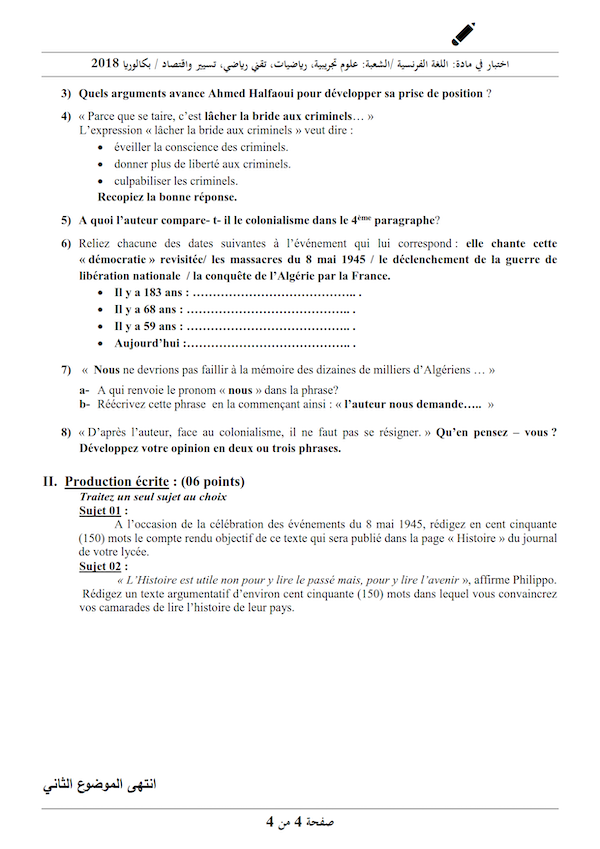 اختبار في مادة: اللغة الفرنسية /الشعبة: علوم تجريبية، رياضيات، تقني رياضي، تسيير واقتصاد / بكالوريا 2018
3) Quels arguments avance Ahmed Halfaoui pour développer sa prise de position ?
4) « Parce que se taire, c’est lâcher la bride aux criminels… »
L’expression « lâcher la bride aux criminels » veut dire :
• éveiller la conscience des criminels.
• donner plus de liberté aux criminels.
• culpabiliser les criminels.
Recopiez la bonne réponse.
5) A quoi l’auteur compare- t- il le colonialisme dans le 4ème paragraphe?
6) Reliez chacune des dates suivantes à l’événement qui lui correspond : elle chante cette
« démocratie » revisitée/ les massacres du 8 mai 1945 / le déclenchement de la guerre de
libération nationale / la conquête de l’Algérie par la France.
• Il y a 183 ans : ………………………………….. .
• Il y a 68 ans : ………………………………….. .
• Il y a 59 ans : ………………………………….. .
• Aujourd’hui :………………………………….. .
7) « Nous ne devrions pas faillir à la mémoire des dizaines de milliers d’Algériens … »
a- A qui renvoie le pronom « nous » dans la phrase?
b- Réécrivez cette phrase en la commençant ainsi : « l’auteur nous demande….. »
8) « D’après l’auteur, face au colonialisme, il ne faut pas se résigner. » Qu’en pensez – vous ?
Développez votre opinion en deux ou trois phrases.
II. Production écrite : (06 points)
Traitez un seul sujet au choix
Sujet 01 :
A l’occasion de la célébration des événements du 8 mai 1945, rédigez en cent cinquante
(150) mots le compte rendu objectif de ce texte qui sera publié dans la page « Histoire » du journal
de votre lycée.
Sujet 02 :
« L’Histoire est utile non pour y lire le passé mais, pour y lire l’avenir », affirme Philippo.
Rédigez un texte argumentatif d’environ cent cinquante (150) mots dans lequel vous convaincrez
vos camarades de lire l’histoire de leur pays.
انتهى الموضوع الثاني
صفحة 4 من 4